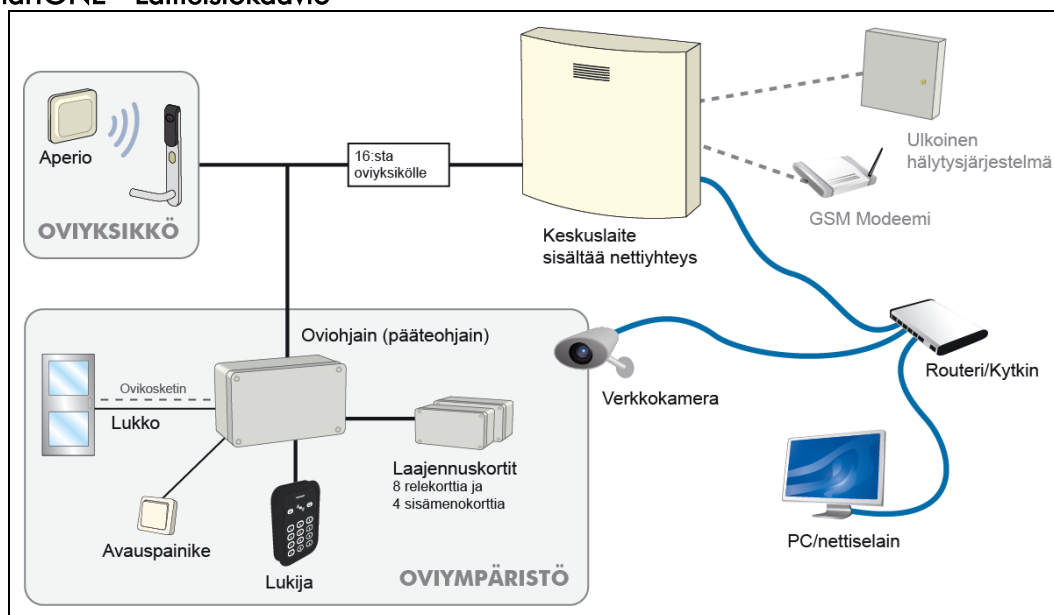 Aperio
OVIYKSIKKÖ
16:sta
oviyksikölle
Keskuslaite
sisältää nettiyhteys
Ulkoinen
hälytysjärjestelmä
GSM Modeemi
Oviohjain (pääteohjain)
Ovikosketin
Lukko
Avauspainike
Lukija
Laajennuskortit
8 relekorttia ja
4 sisämenokorttia
OVIYMPÄRISTÖ
Verkkokamera
Routeri/Kytkin
PC/nettiselain